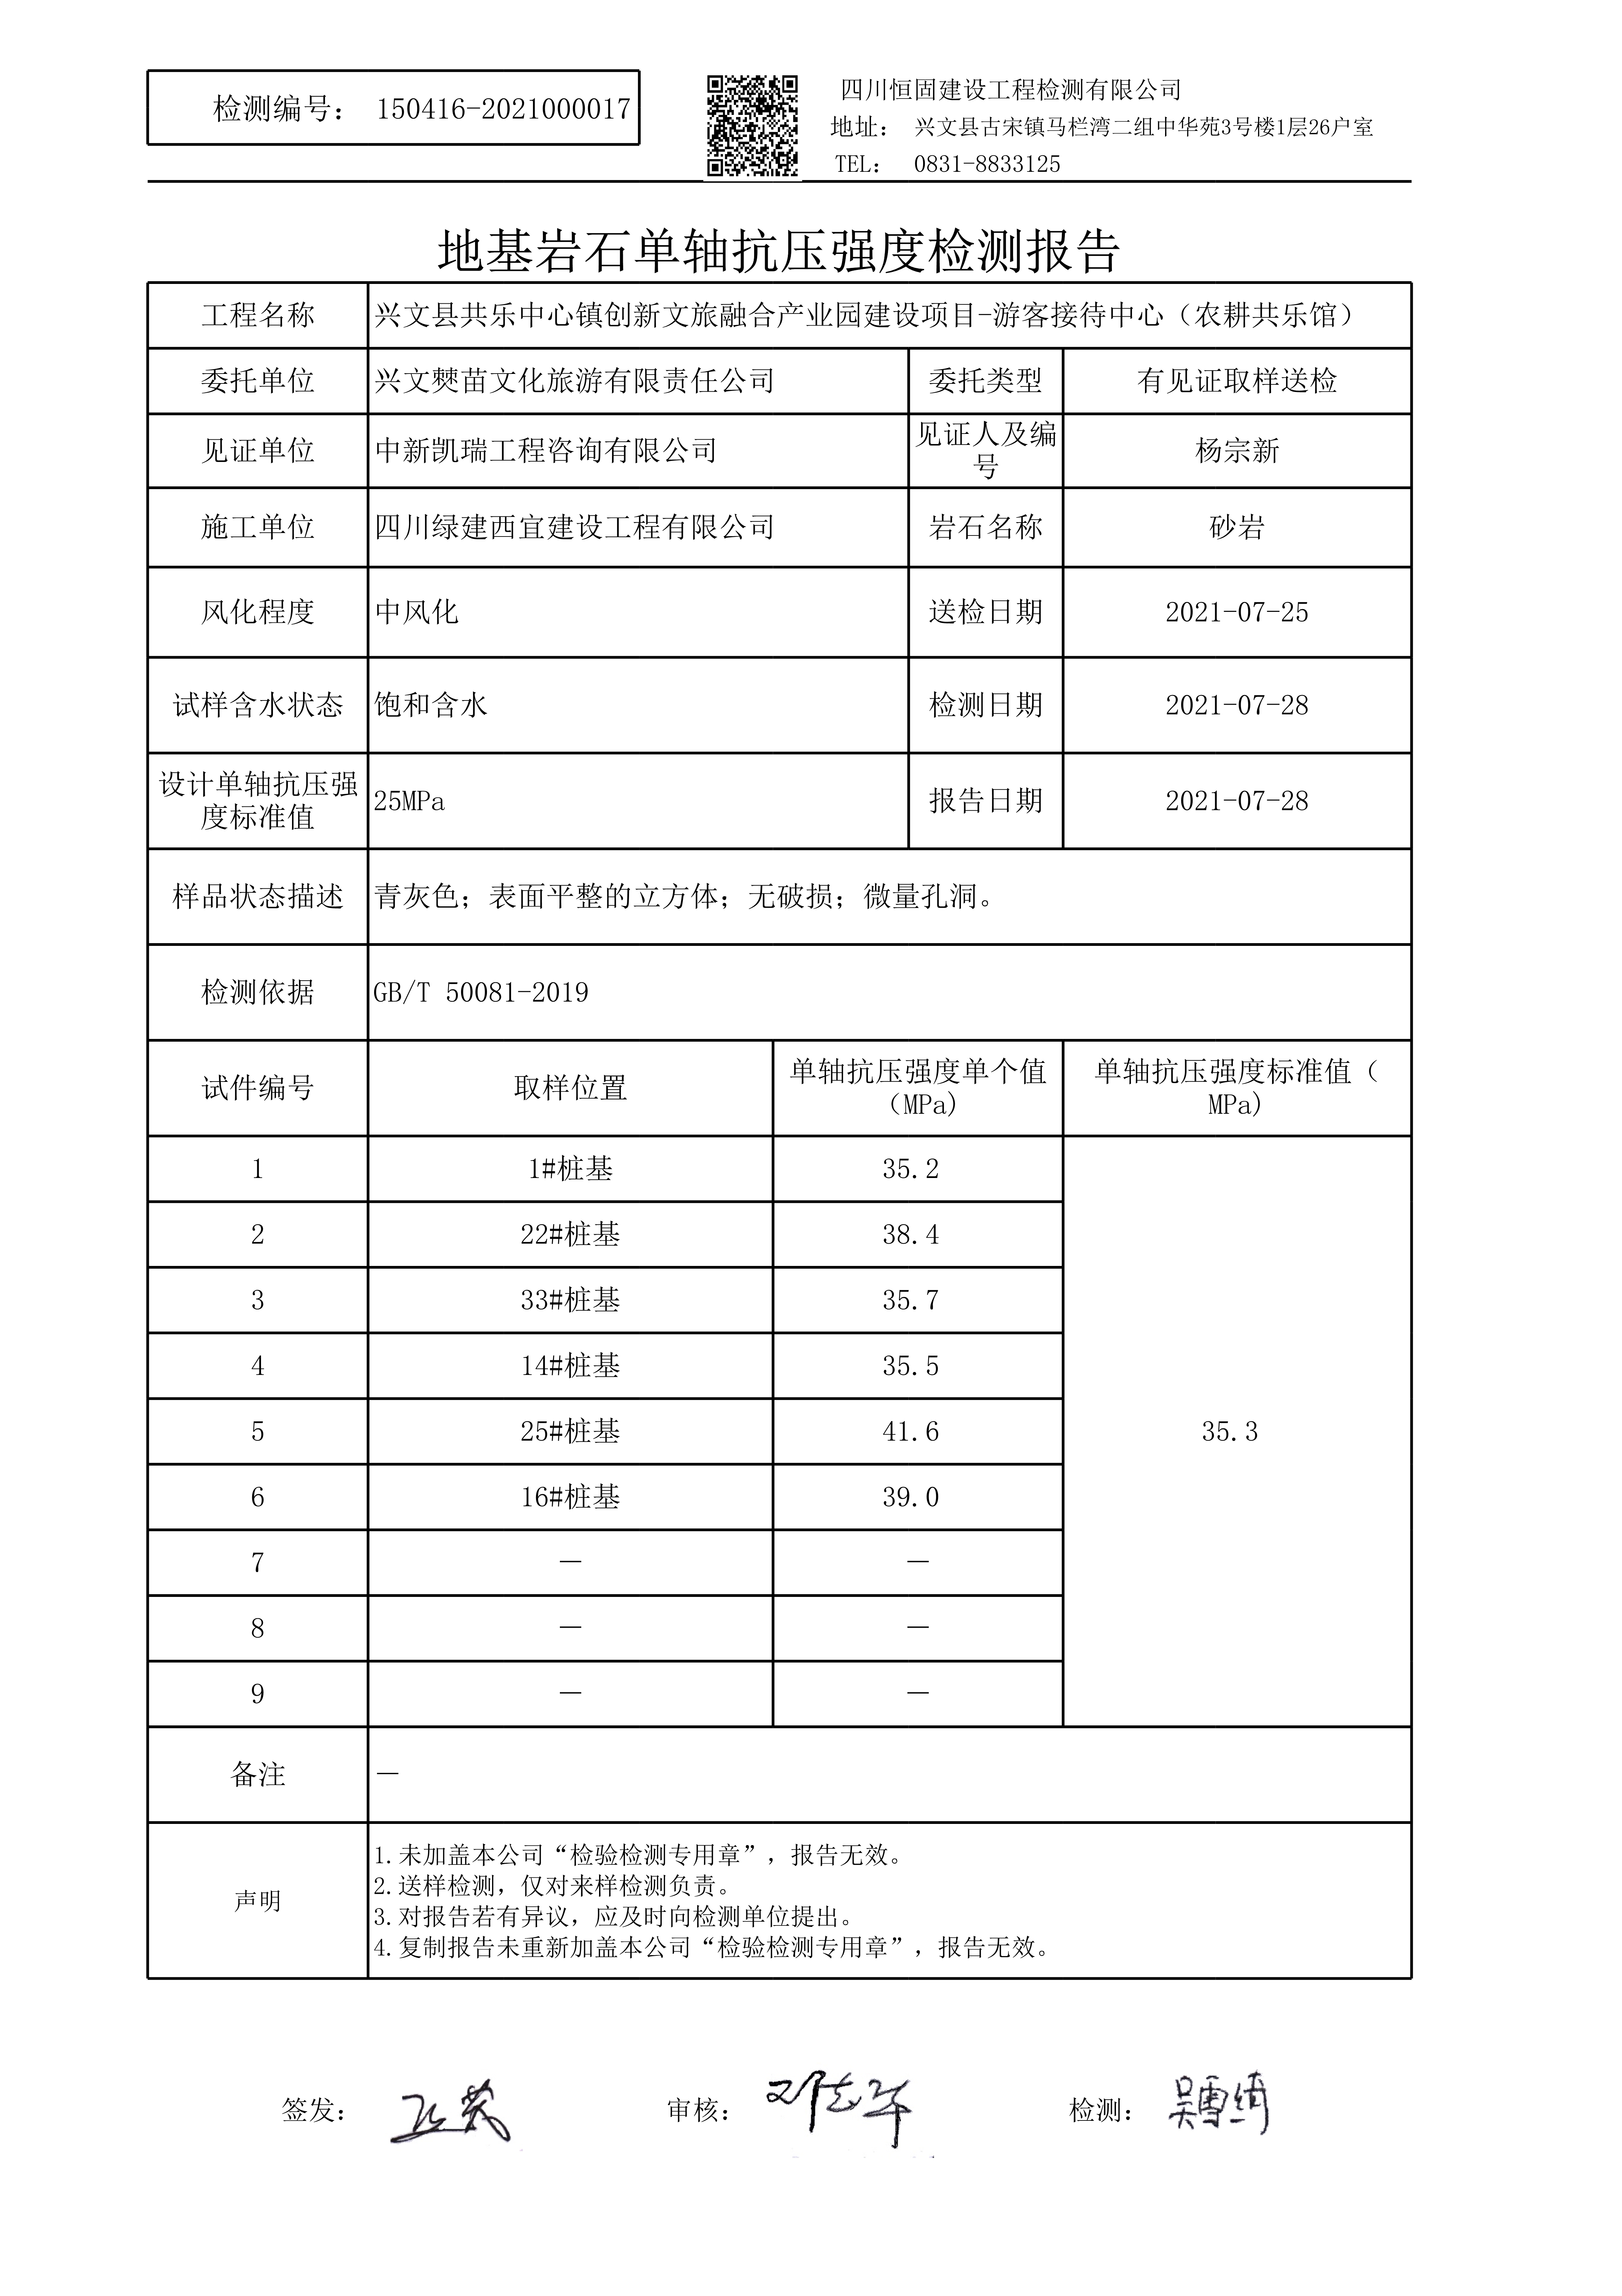 检测编号： 150416-2021000017
四川恒固建设工程检测有限公司
地址： 兴文县古宋镇马栏湾二组中华苑3号楼1层26户室
TEL： 0831-8833125
地基岩石单轴抗压强度检测报告
工程名称 兴文县共乐中心镇创新文旅融合产业园建设项目-游客接待中心（农耕共乐馆）
委托单位 兴文僰苗文化旅游有限责任公司 委托类型 有见证取样送检
见证单位 中新凯瑞工程咨询有限公司 见证人及编号 杨宗新
施工单位 四川绿建西宜建设工程有限公司 岩石名称 砂岩
风化程度 中风化 送检日期 2021-07-25
试样含水状态 饱和含水 检测日期 2021-07-28
设计单轴抗压强度标准值 25MPa 报告日期 2021-07-28
样品状态描述 青灰色；表面平整的立方体；无破损；微量孔洞。
检测依据 GB/T 50081-2019
试件编号 取样位置 单轴抗压强度单个值（MPa) 单轴抗压强度标准值（MPa)
1 1#桩基 35.2
2 22#桩基 38.4
3 33#桩基 35.7
4 14#桩基 35.5
5 25#桩基 41.6 35.3
6 16#桩基 39.0
7 — —
8 — —
9 — —
备注 —
声明
1.未加盖本公司“检验检测专用章”，报告无效。
2.送样检测，仅对来样检测负责。
3.对报告若有异议，应及时向检测单位提出。
4.复制报告未重新加盖本公司“检验检测专用章”，报告无效。
签发： 审核： 检测： 吴雪绮